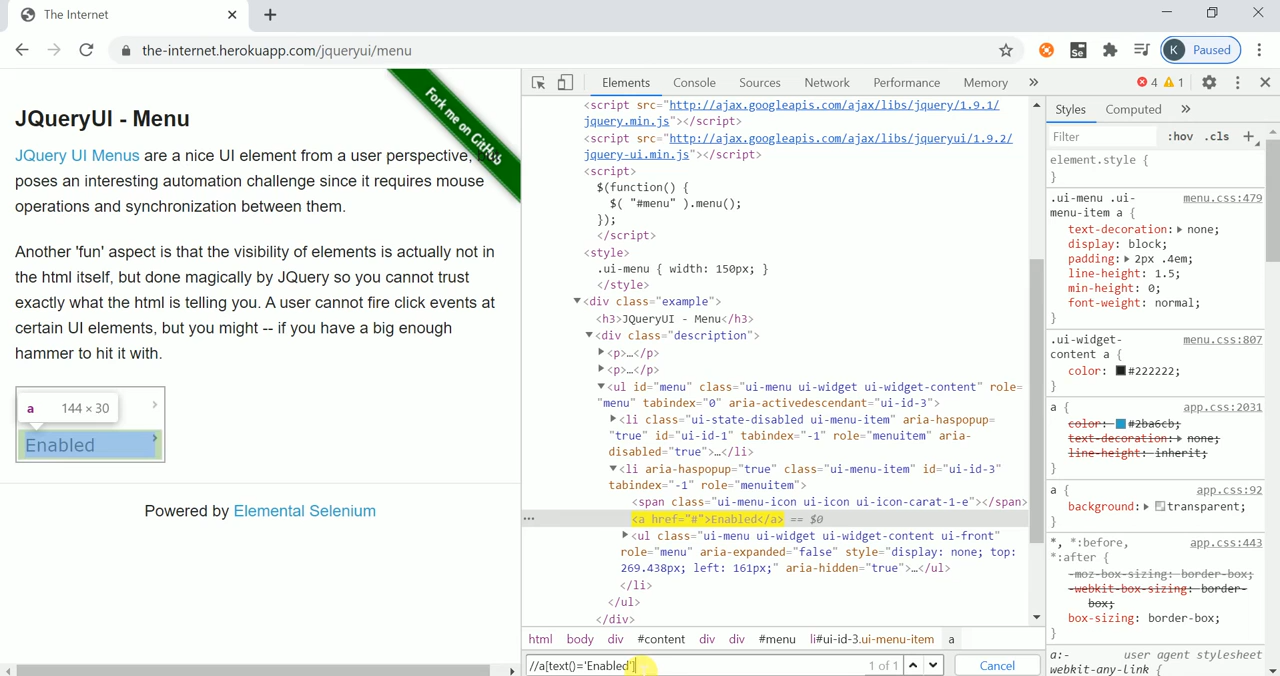 The Internet
the-internet.herokuapp.com/jqueryui/menu
K Paused
Fork me on GitHub
JQueryUI - Menu
JQuery UI Menus are a nice UI element from a user perspective,
poses an interesting automation challenge since it requires mouse
operations and synchronization between them.
Another 'fun' aspect is that the visibility of elements is actually not in
the html itself, but done magically by JQuery so you cannot trust
exactly what the html is telling you. A user cannot fire click events at
certain UI elements, but you might -- if you have a big enough
hammer to hit it with.
a 144 × 30
Enabled
Powered by Elemental Selenium
Elements Console Sources Network Performance Memory » 4 1
<script src="http://ajax.googleapis.com/ajax/libs/jquery/1.9.1/
jquery.min.js"></script>
<script src="http://ajax.googleapis.com/ajax/libs/jqueryui/1.9.2/
jquery-ui.min.js"></script>
<script>
$(function() {
$( "#menu" ).menu();
});
</script>
<style>
.ui-menu { width: 150px; }
</style>
<div class="example">
<h3>JQueryUI - Menu</h3>
<div class="description">
<p>…</p>
<p>…</p>
<ul id="menu" class="ui-menu ui-widget ui-widget-content" role=
"menu" tabindex="0" aria-activedescendant="ui-id-3">
<li class="ui-state-disabled ui-menu-item" aria-haspopup=
"true" id="ui-id-1" tabindex="-1" role="menuitem" aria-
disabled="true">…</li>
<li aria-haspopup="true" class="ui-menu-item" id="ui-id-3"
tabindex="-1" role="menuitem">
<span class="ui-menu-icon ui-icon ui-icon-carat-1-e"></span>
<a href="#">Enabled</a> == $0
<ul class="ui-menu ui-widget ui-widget-content ui-front"
role="menu" aria-expanded="false" style="display: none; top:
269.438px; left: 161px;" aria-hidden="true">…</ul>
</li>
</ul>
</div>
html body div #content div div #menu li#ui-id-3.ui-menu-item a
//a[text()='Enabled'] 1 of 1 Cancel
Styles Computed »
Filter :hov .cls +
element.style {
}
.ui-menu .ui- menu.css:479
menu-item a {
text-decoration: none;
display: block;
padding: 2px .4em;
line-height: 1.5;
min-height: 0;
font-weight: normal;
}
.ui-widget- menu.css:807
content a {
color: #222222;
}
a { app.css:2031
color: #2ba6cb;
text-decoration: none;
line-height: inherit;
}
a { app.css:92
background: transparent;
}
*, *:before, app.css:443
*:after {
-moz-box-sizing: border-box;
-webkit-box-sizing: border-
box;
box-sizing: border-box;
}
a:- user agent stylesheet
webkit-any-link {